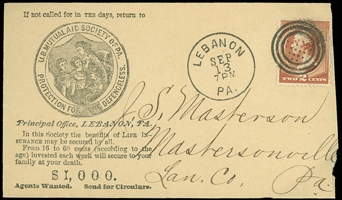 If not called for in TEN days, return to
U.S. MUTUAL AID SOCIETY OF PA.
PROTECTION FOR THE DEFENCELESS.
LEBANON
SEP
13
7PM
PA.
TWO CENTS
Principal Office, LEBANON, PA.
In this Society the benefits of LIFE IN-
SURANCE may be secured by all.
From 16 to 60 cents (according to the
age) invested each week will secure to your
family at your death.
$1,000.
Agents Wanted. Send for Circulars.
J. S. Masterson
Mastersonville
Lan. Co. Pa.